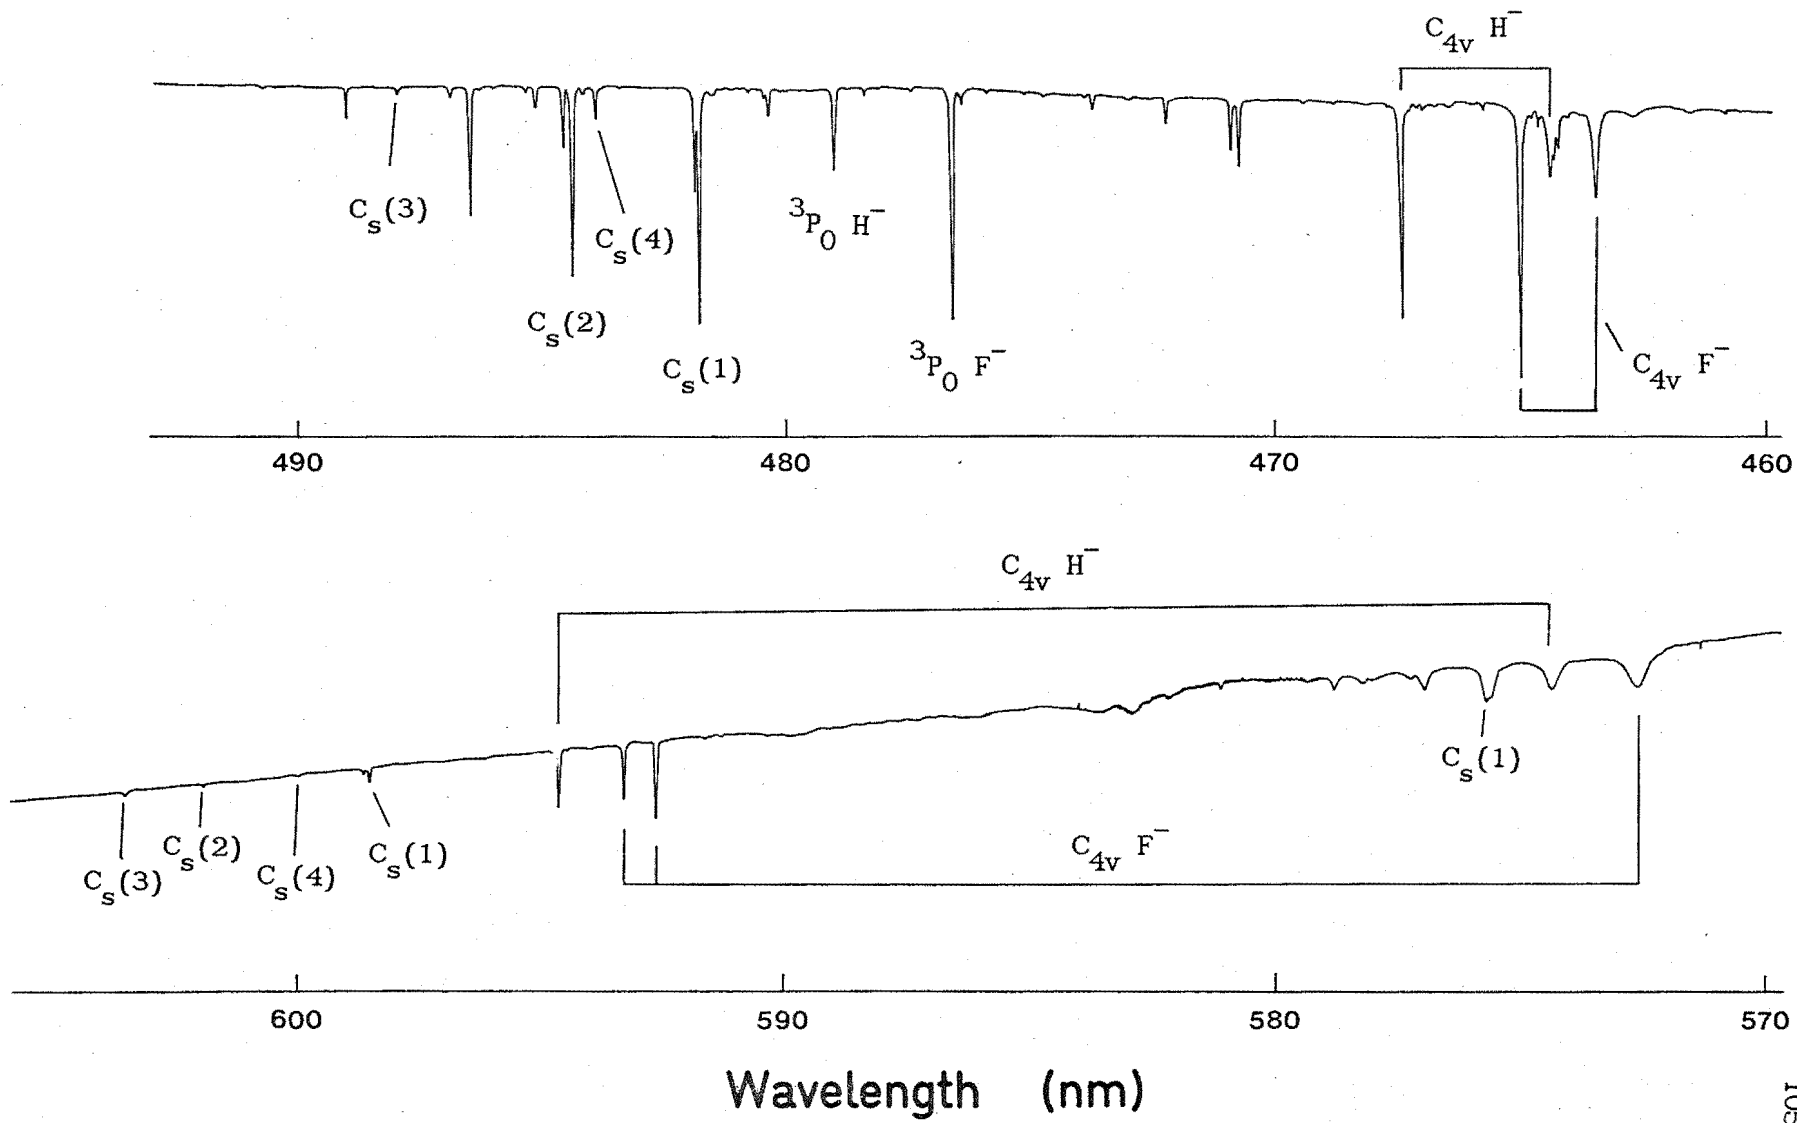 C4v H⁻
Cs(3)
³P0 H⁻
Cs(4)
Cs(2)
³P0 F⁻
Cs(1)
C4v F⁻
490 480 470 460
C4v H⁻
Cs(1)
C4v F⁻
Cs(3)
Cs(2)
Cs(4)
Cs(1)
600 590 580 570
Wavelength (nm)